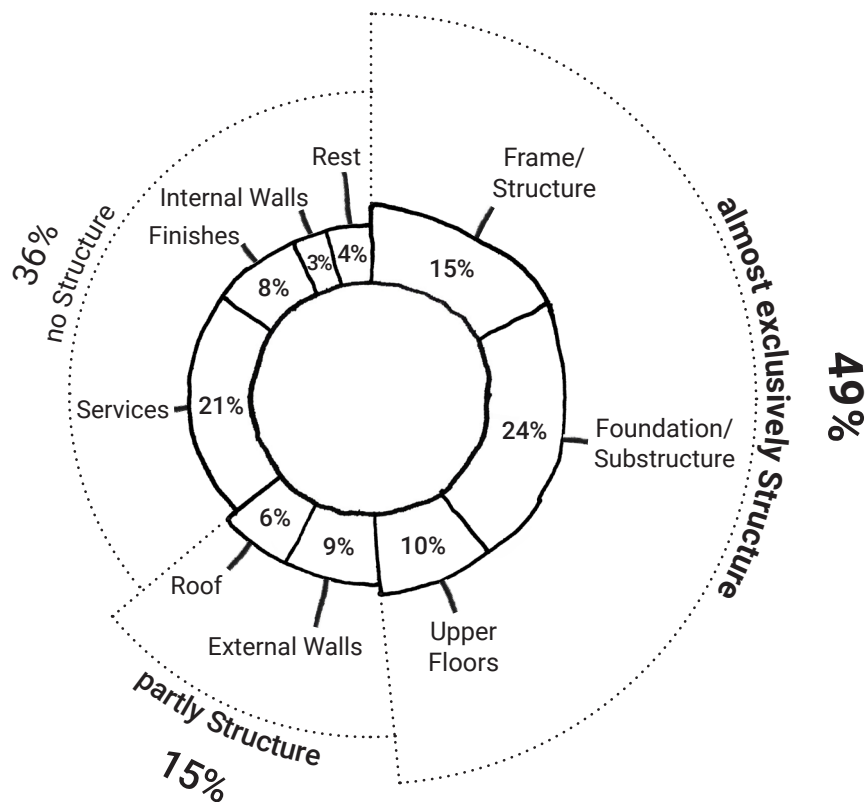 Rest
4%
Frame/
Structure
15%
Foundation/
Substructure
24%
Upper
Floors
10%
External Walls
9%
Roof
6%
Services
21%
Finishes
8%
Internal Walls
3%
almost exclusively Structure
49%
partly Structure
15%
no Structure
36%